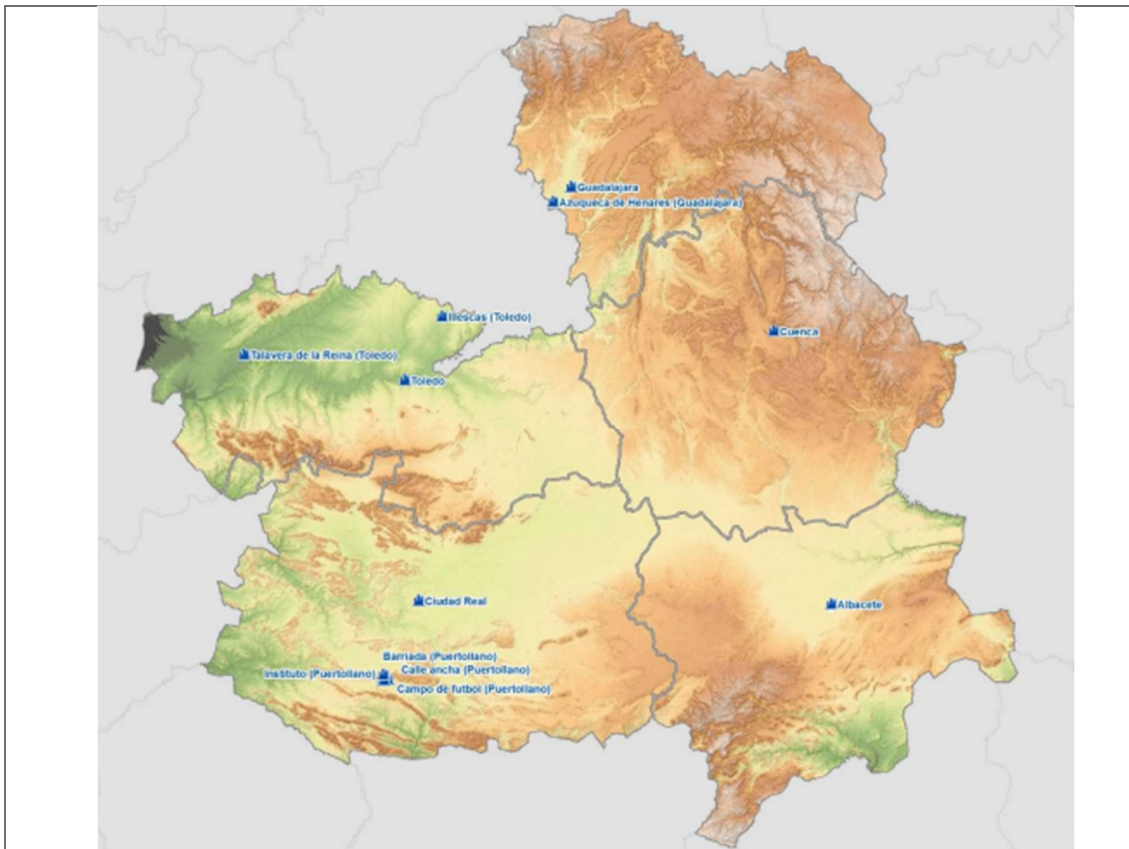 Guadalajara
Azuqueca de Henares (Guadalajara)
Illescas (Toledo)
Cuenca
Talavera de la Reina (Toledo)
Toledo
Ciudad Real
Albacete
Barriada (Puertollano)
Calle ancha (Puertollano)
Instituto (Puertollano)
Campo de futbol (Puertollano)